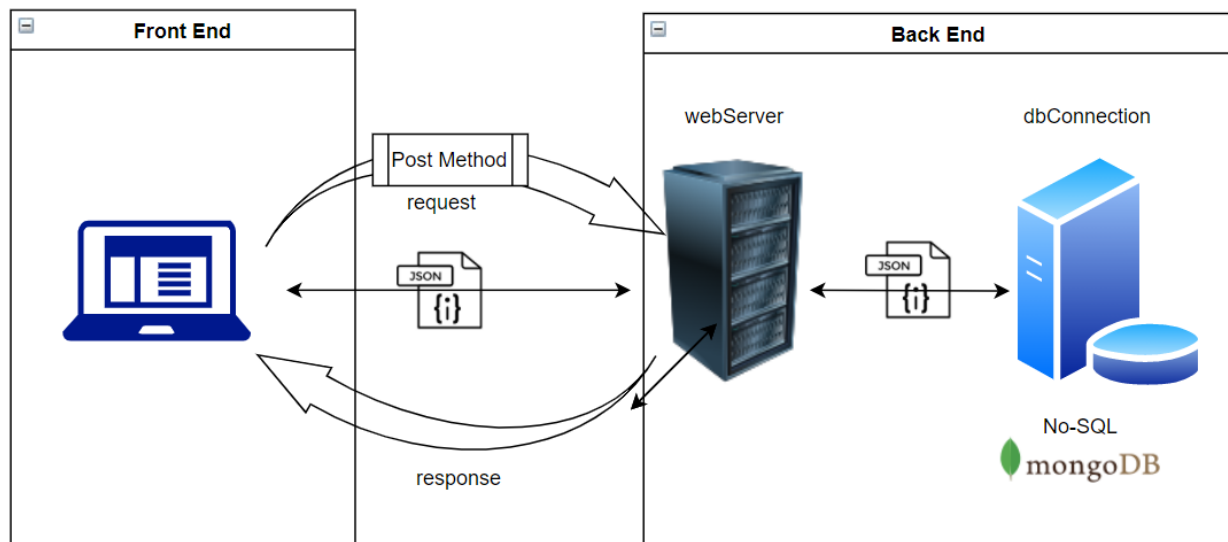 Front End
Back End
webServer
dbConnection
Post Method
request
JSON
{i}
JSON
{i}
response
No-SQL
mongoDB